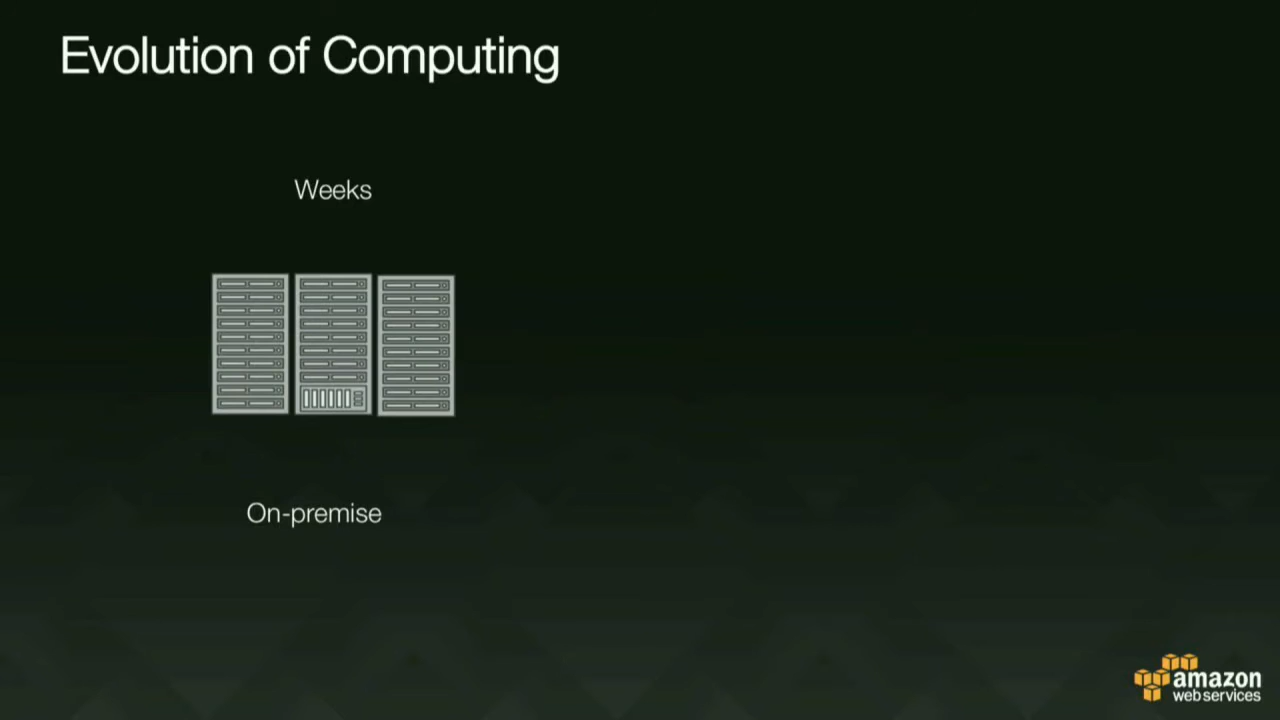 Evolution of Computing
Weeks
On-premise
amazon
web services